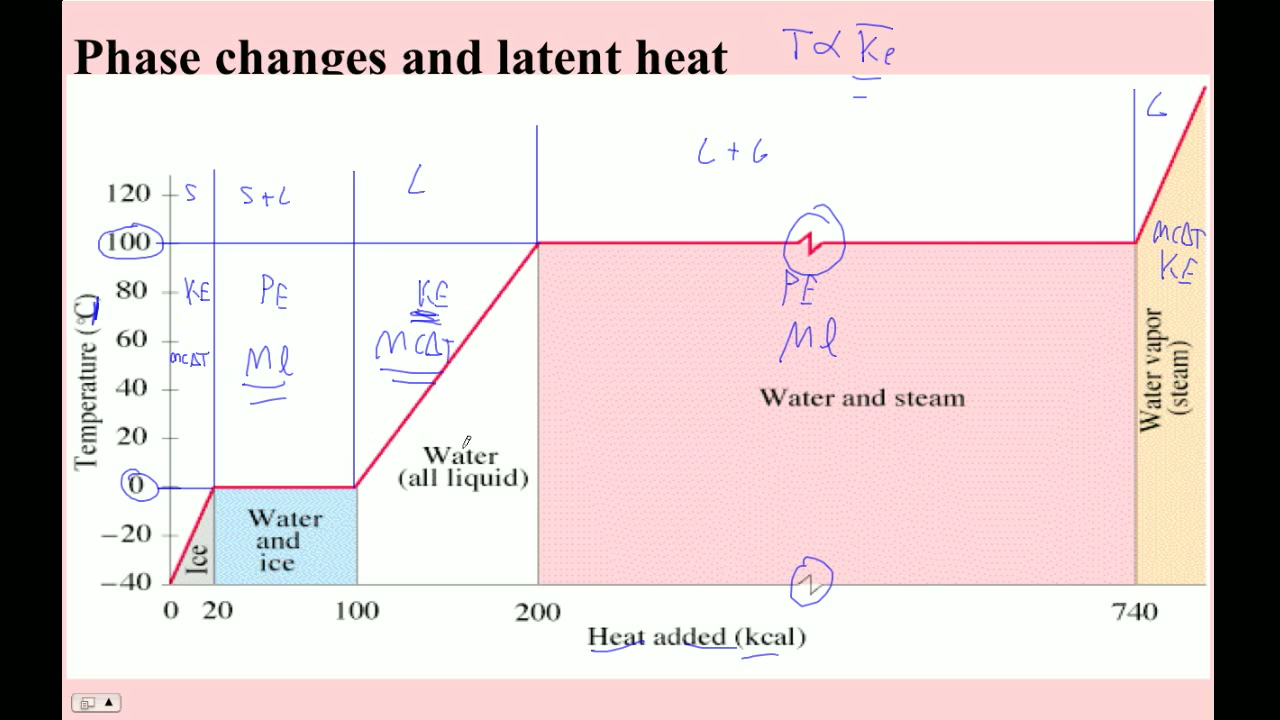 Phase changes and latent heat
T ∝ K̅e̅
G
L + G
L
120
S
S+L
100
mCΔT
KE
80
KE
PE
KE
PE
60
mCΔT
Ml
MCΔT
Ml
40
Water and steam
20
Water
(all liquid)
0
Water
and
ice
-20
Ice
-40
Temperature (°C)
Water vapor
(steam)
0 20 100 200 740
Heat added (kcal)